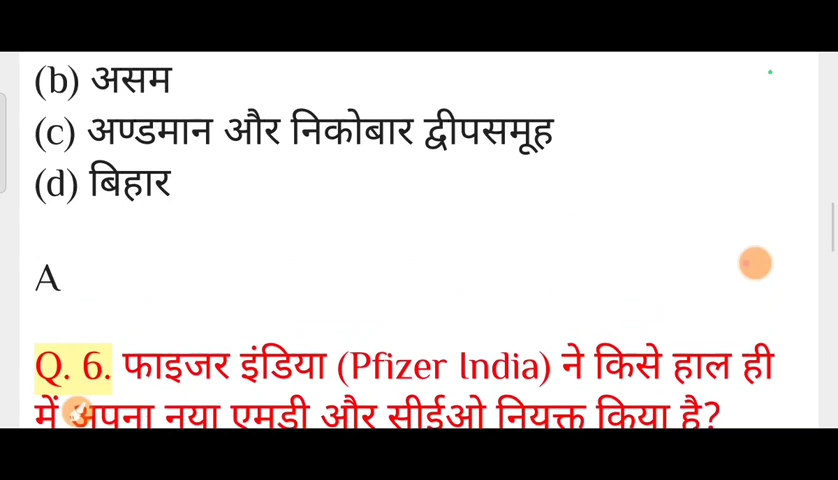 (b) असम
(c) अण्डमान और निकोबार द्वीपसमूह
(d) बिहार
A
Q. 6. फाइजर इंडिया (Pfizer India) ने किसे हाल ही
में अपना नया एमडी और सीईओ नियुक्त किया है?